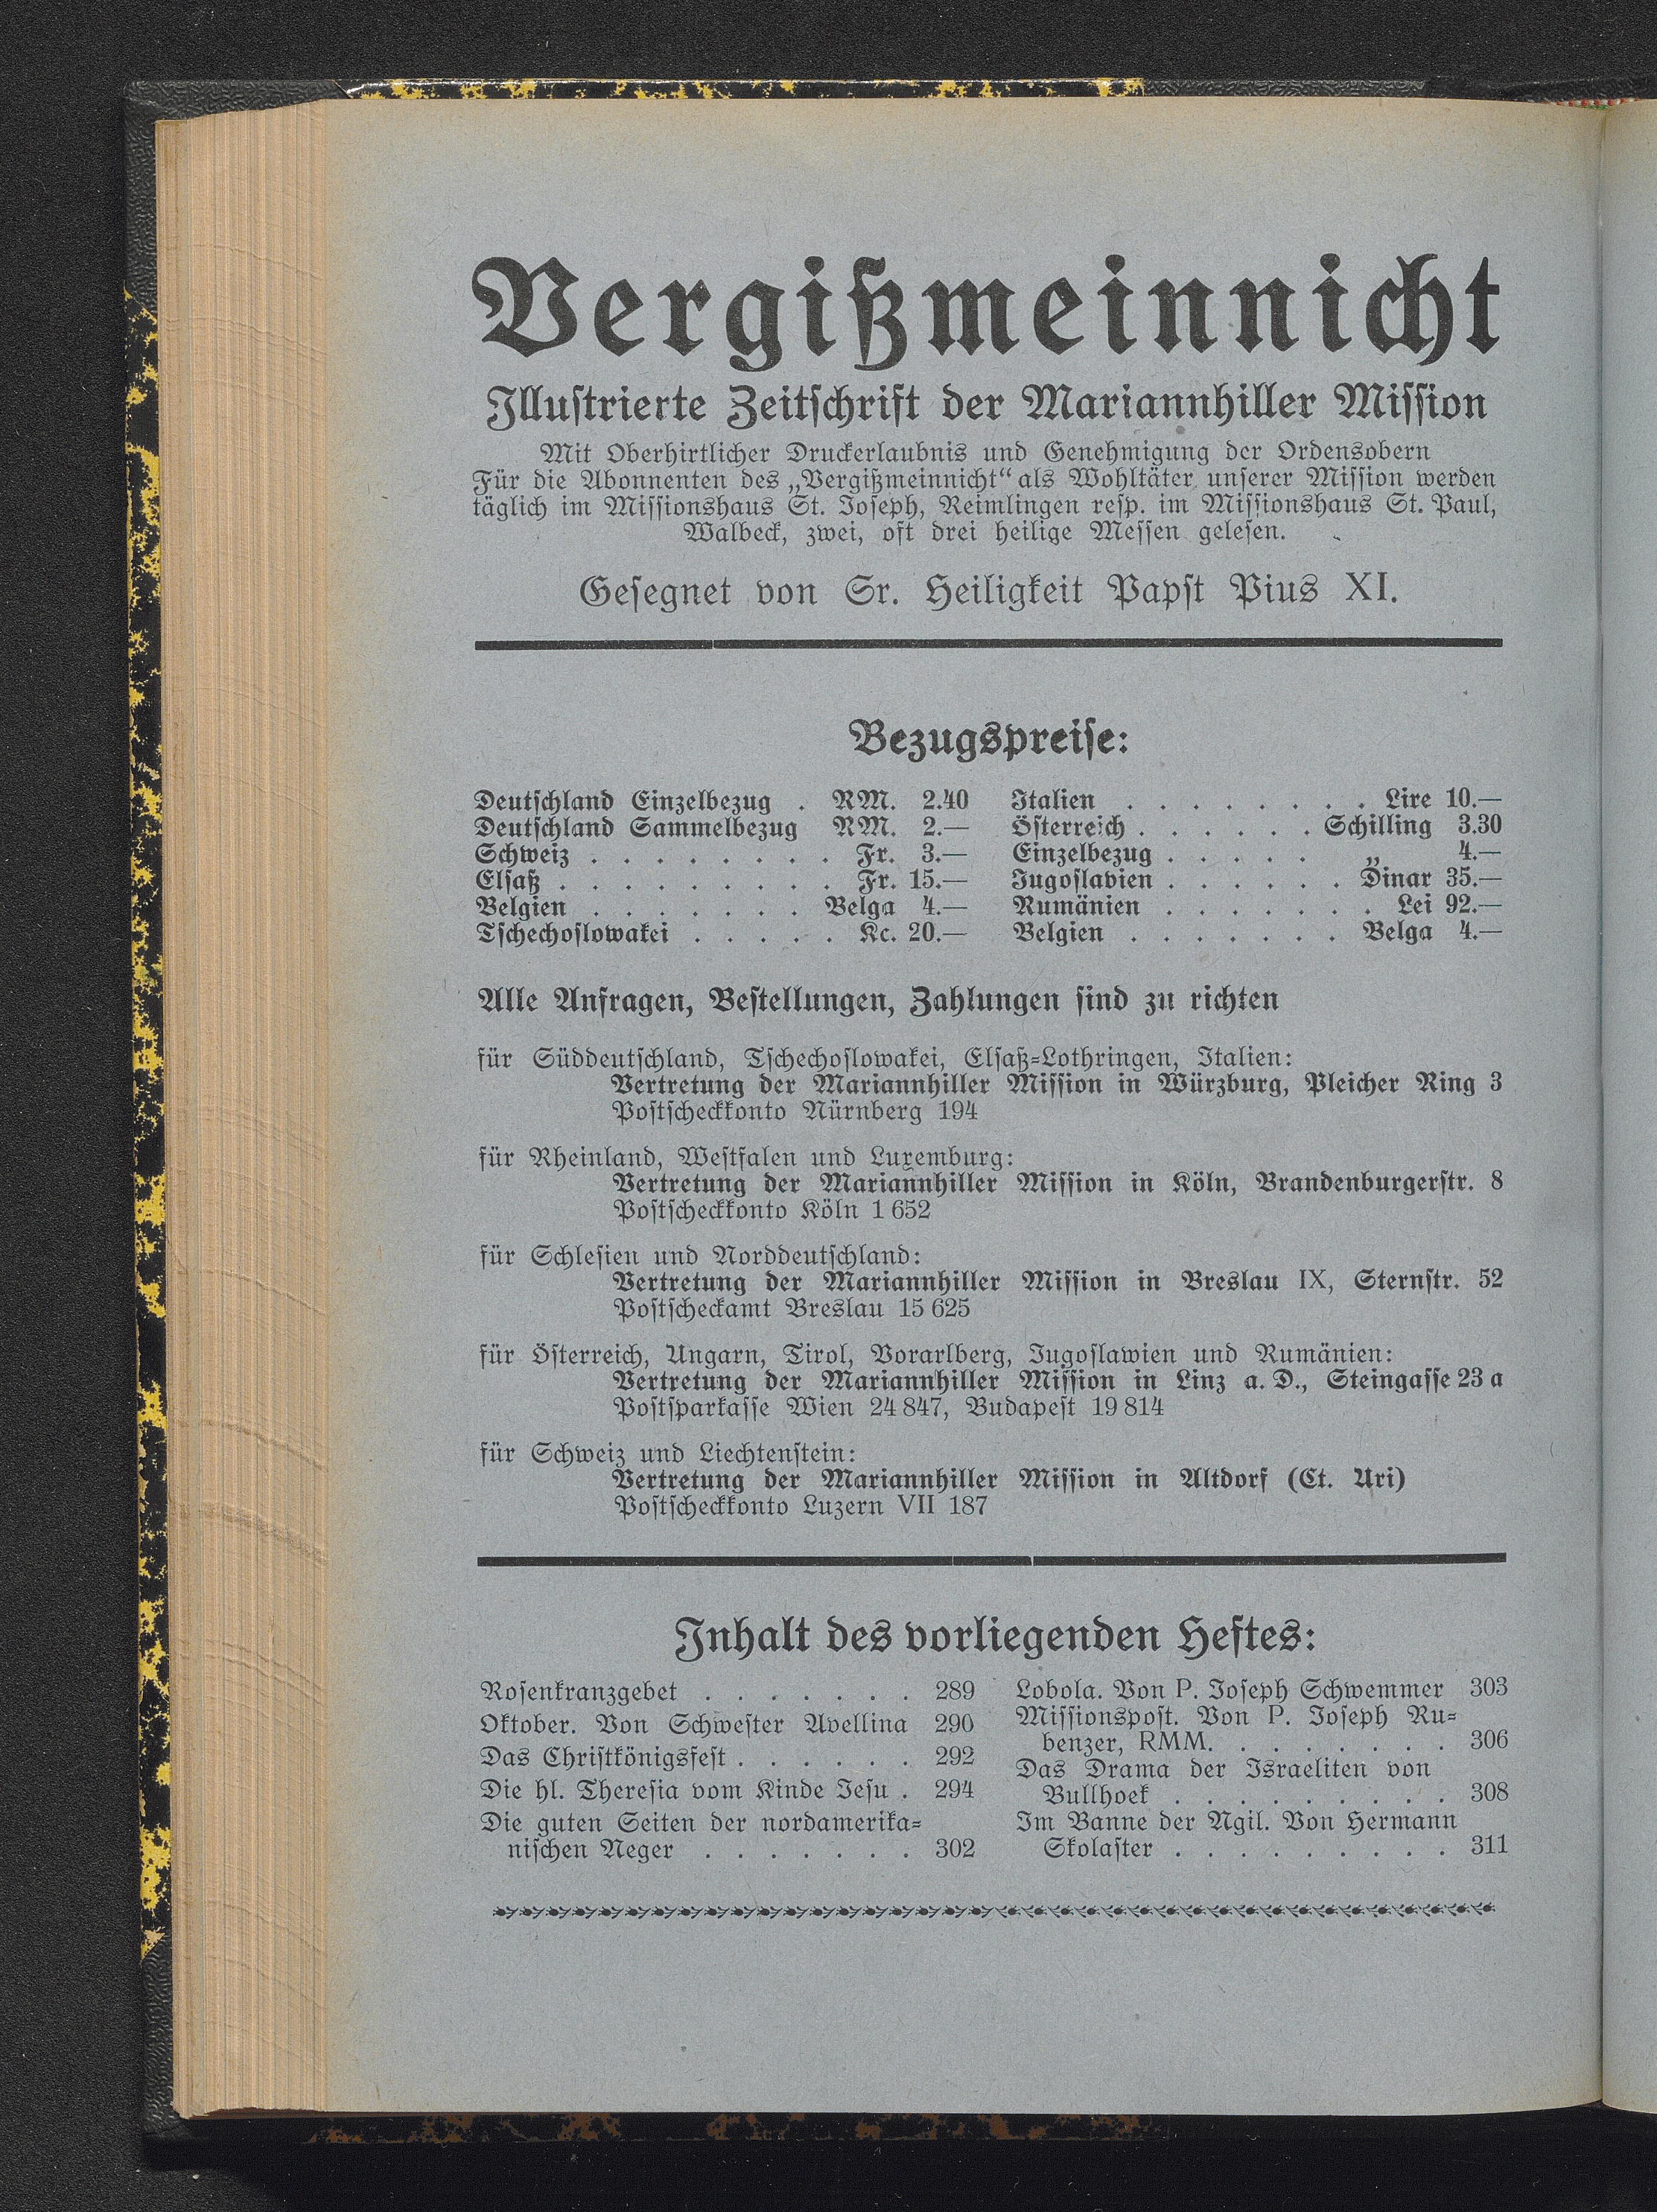 Vergißmeinnicht
Illustrierte Zeitschrift der Mariannhiller Mission
Mit Oberhirtlicher Druckerlaubnis und Genehmigung der Ordensobern
Für die Abonnenten des „Vergißmeinnicht“ als Wohltäter unserer Mission werden
täglich im Missionshaus St. Joseph, Reimlingen resp. im Missionshaus St. Paul,
Walbeck, zwei, oft drei heilige Messen gelesen.
Gesegnet von Sr. Heiligkeit Papst Pius XI.
Bezugspreise:
Deutschland Einzelbezug . RM. 2.40
Deutschland Sammelbezug RM. 2.—
Schweiz . . . . . . . . Fr. 3.—
Elsaß . . . . . . . . . Fr. 15.—
Belgien . . . . . . . Belga 4.—
Tschechoslowakei . . . . . Kc. 20.—
Italien . . . . . . . . Lire 10.—
Österreich . . . . . . Schilling 3.30
Einzelbezug . . . . . „ 4.—
Jugoslavien . . . . . . Dinar 35.—
Rumänien . . . . . . . Lei 92.—
Belgien . . . . . . . Belga 4.—
Alle Anfragen, Bestellungen, Zahlungen sind zu richten
für Süddeutschland, Tschechoslowakei, Elsaß-Lothringen, Italien:
Vertretung der Mariannhiller Mission in Würzburg, Pleicher Ring 3
Postscheckkonto Nürnberg 194
für Rheinland, Westfalen und Luxemburg:
Vertretung der Mariannhiller Mission in Köln, Brandenburgerstr. 8
Postscheckkonto Köln 1 652
für Schlesien und Norddeutschland:
Vertretung der Mariannhiller Mission in Breslau IX, Sternstr. 52
Postscheckamt Breslau 15 625
für Österreich, Ungarn, Tirol, Vorarlberg, Jugoslawien und Rumänien:
Vertretung der Mariannhiller Mission in Linz a. D., Steingasse 23 a
Postsparkasse Wien 24 847, Budapest 19 814
für Schweiz und Liechtenstein:
Vertretung der Mariannhiller Mission in Altdorf (Ct. Uri)
Postscheckkonto Luzern VII 187
Inhalt des vorliegenden Heftes:
Rosenkranzgebet . . . . . . . 289
Oktober. Von Schwester Avellina 290
Das Christkönigsfest . . . . . . 292
Die hl. Theresia vom Kinde Jesu . 294
Die guten Seiten der nordamerika-
nischen Neger . . . . . . . 302
Lobola. Von P. Joseph Schwemmer 303
Missionspost. Von P. Joseph Ru-
benzer, RMM. . . . . . . . 306
Das Drama der Israeliten von
Bullhoek . . . . . . . . . 308
Im Banne der Ngil. Von Hermann
Skolaster . . . . . . . . . 311